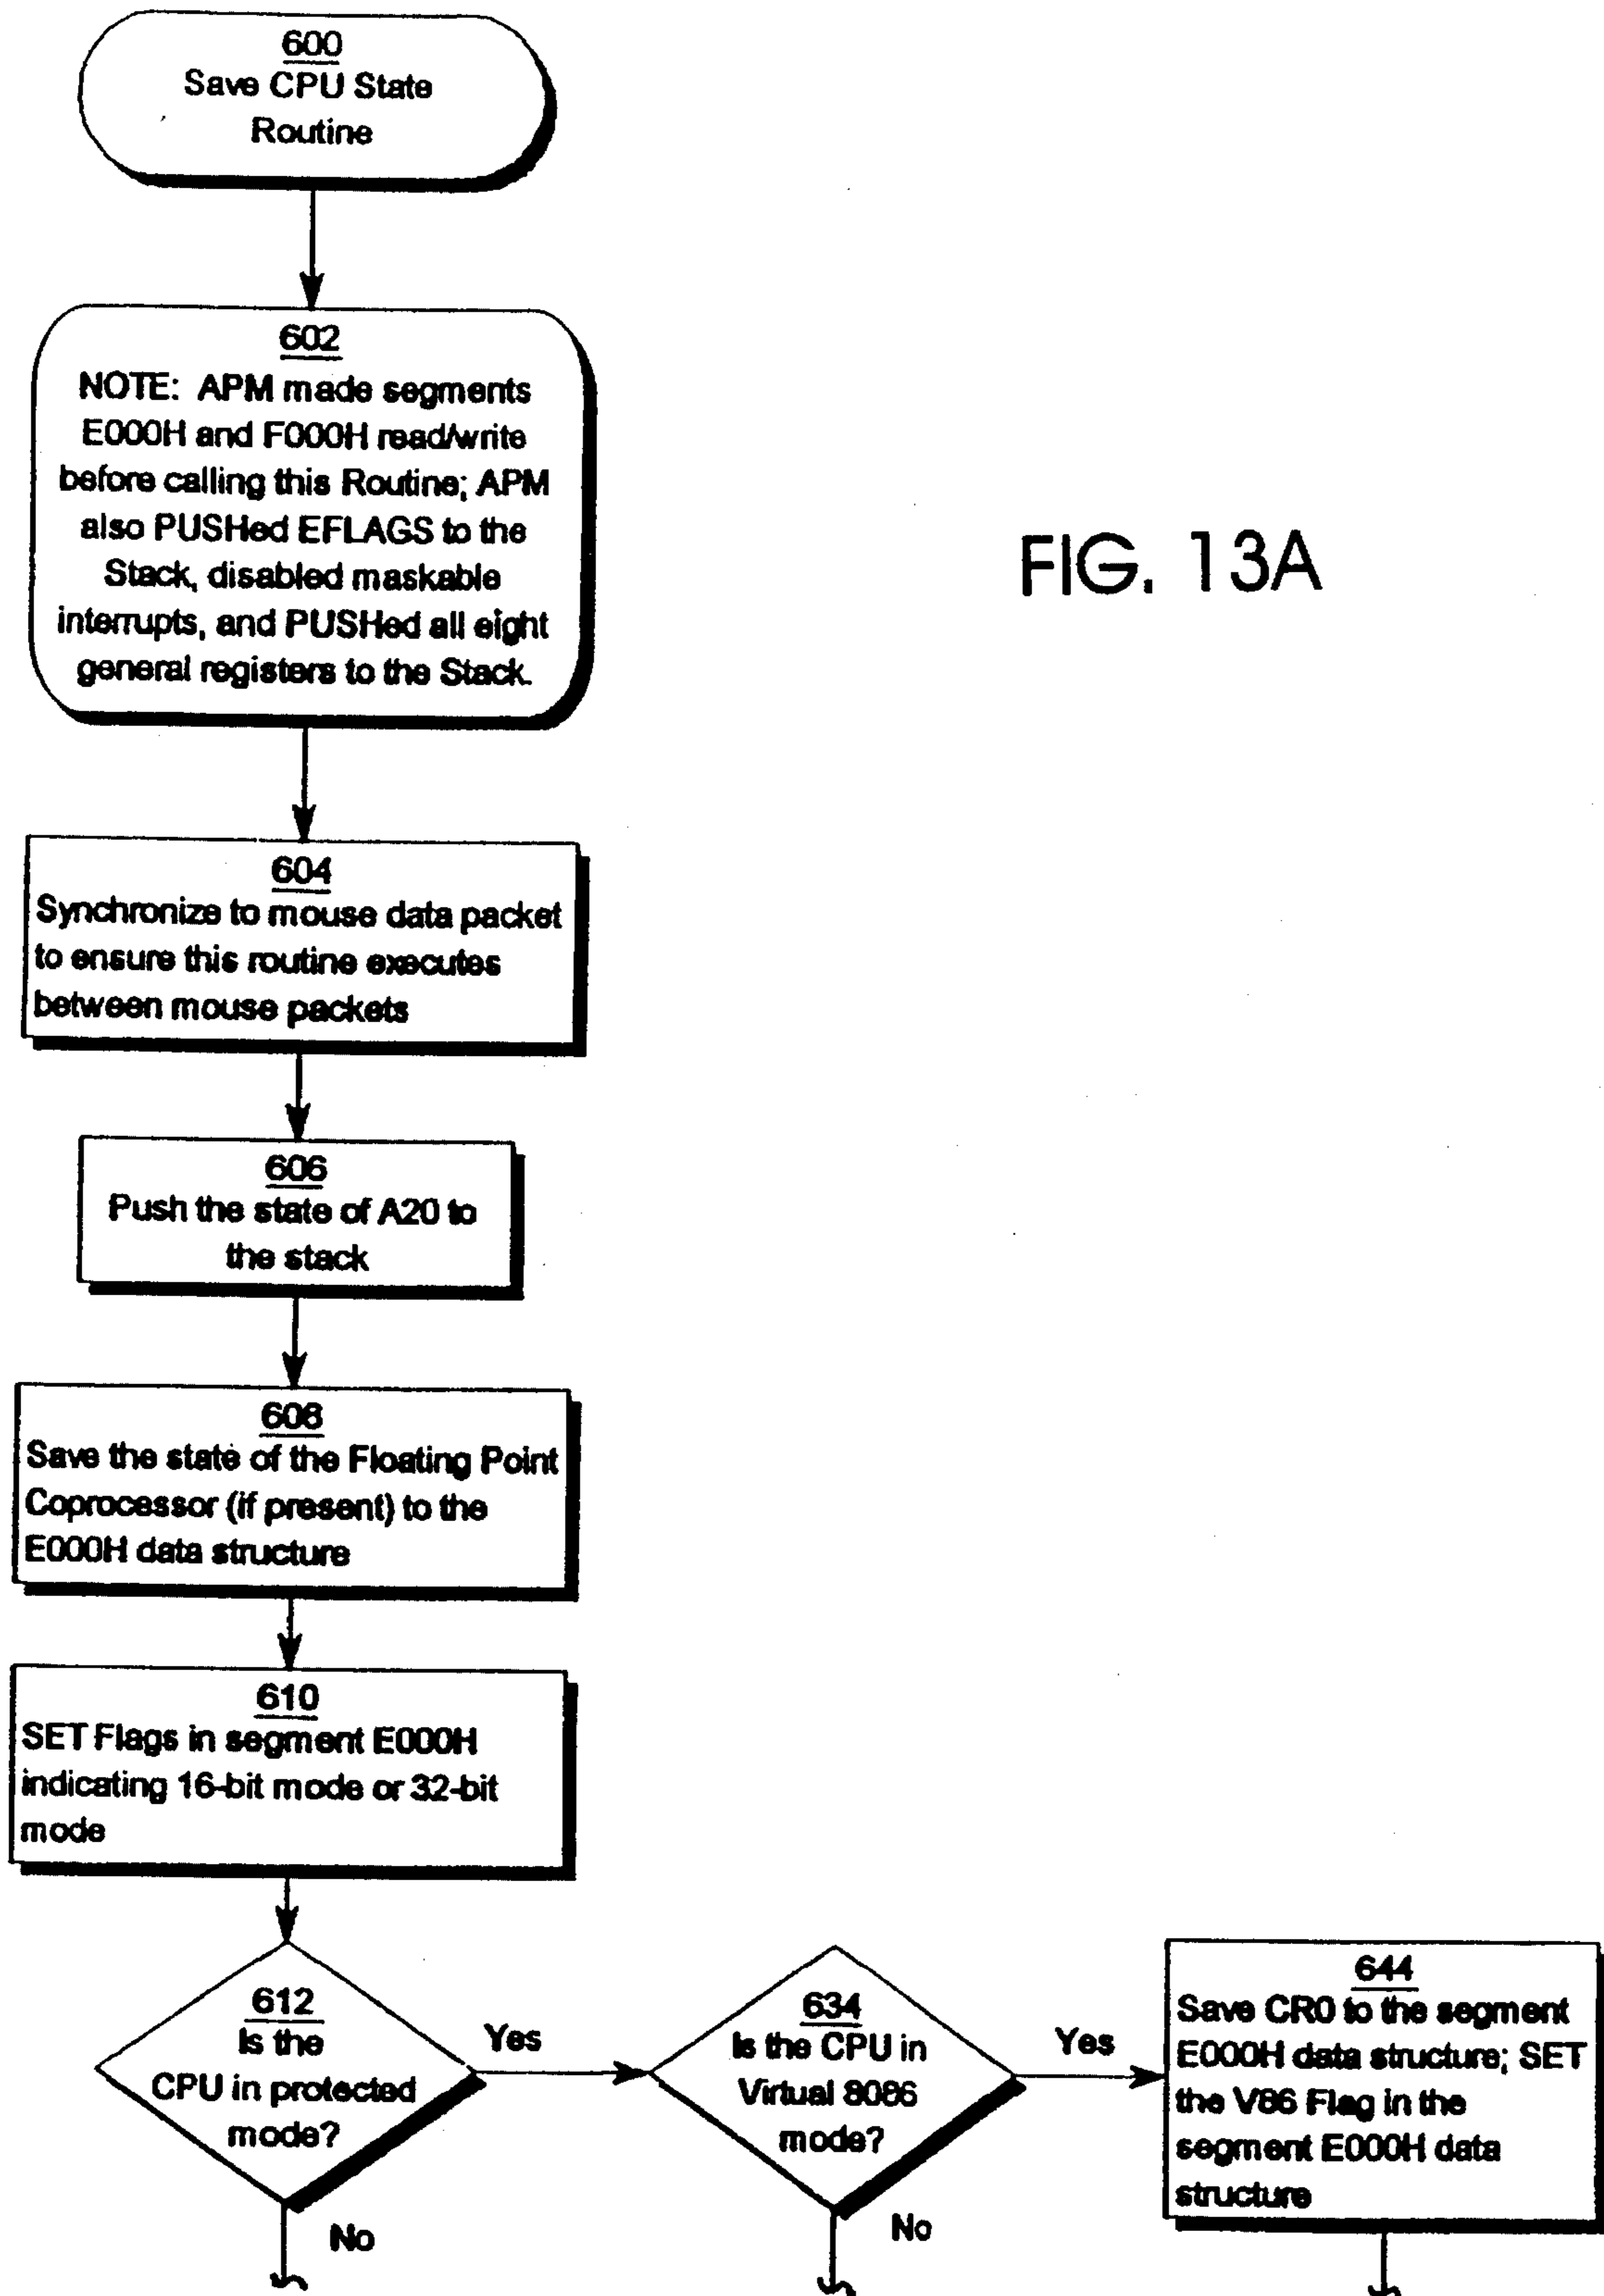 600
Save CPU State
Routine
602
NOTE: APM made segments
E000H and F000H read/write
before calling this Routine; APM
also PUSHed EFLAGS to the
Stack, disabled maskable
interrupts, and PUSHed all eight
general registers to the Stack.
FIG. 13A
604
Synchronize to mouse data packet
to ensure this routine executes
between mouse packets
606
Push the state of A20 to
the stack
608
Save the state of the Floating Point
Coprocessor (if present) to the
E000H data structure
610
SET Flags in segment E000H
indicating 16-bit mode or 32-bit
mode
612
Is the
CPU in protected
mode?
Yes
No
634
Is the CPU in
Virtual 8086
mode?
Yes
No
644
Save CR0 to the segment
E000H data structure; SET
the V86 Flag in the
segment E000H data
structure